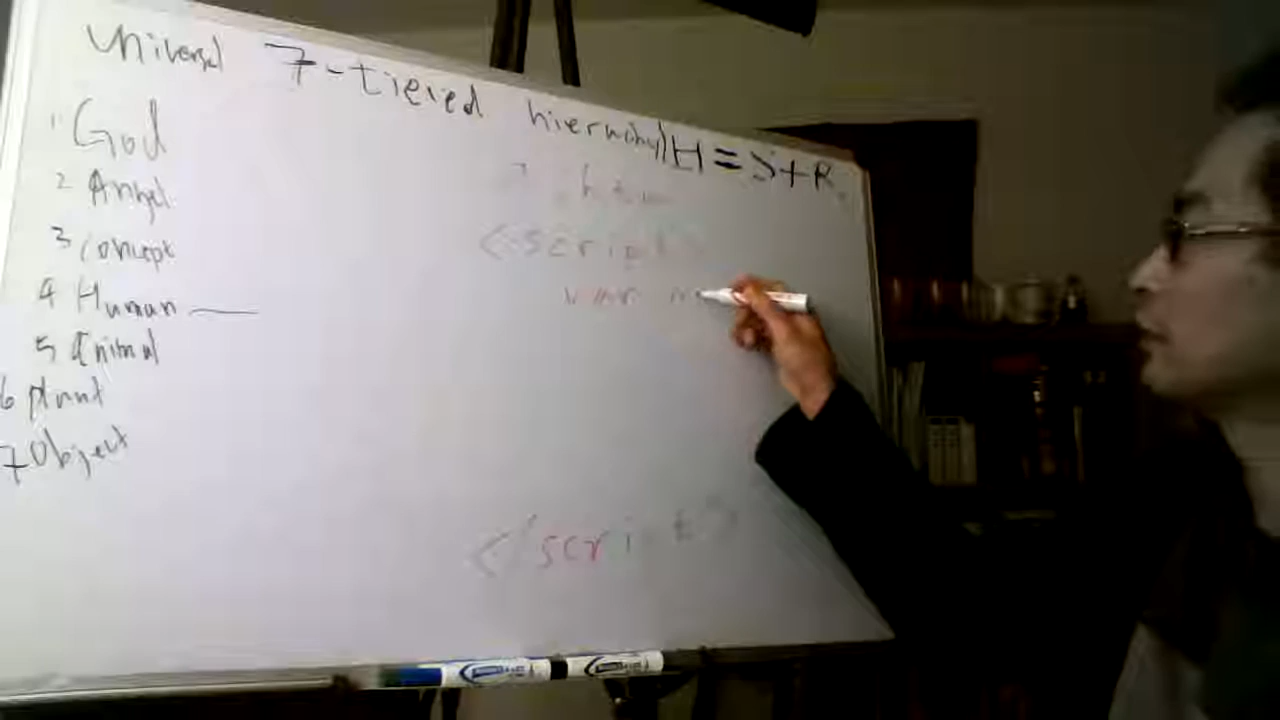 Universal 7-tiered hierarchy H = S + R
1 God
2 Angel
3 concept
4 Human —
5 Animal
6 plant
7 Object
<script>
var
</script>